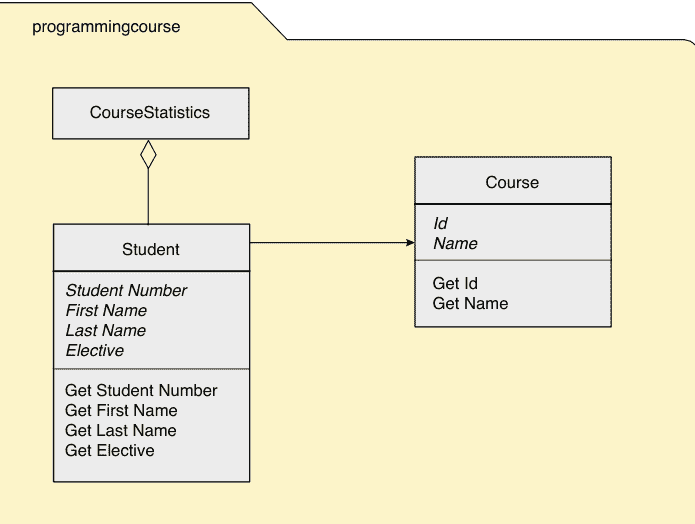 programmingcourse
CourseStatistics
Student
Student Number
First Name
Last Name
Elective
Get Student Number
Get First Name
Get Last Name
Get Elective
Course
Id
Name
Get Id
Get Name